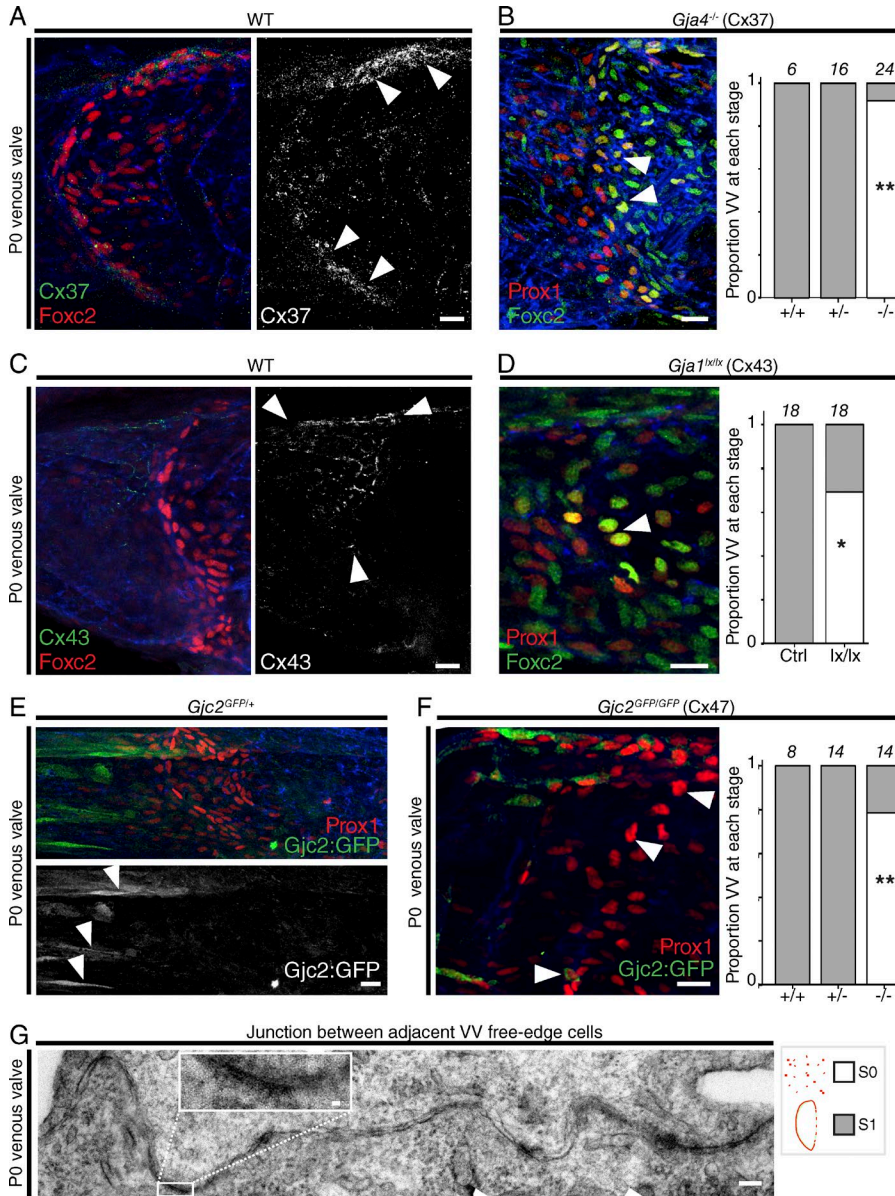 A
WT
P0 venous valve
Cx37
Foxc2
Cx37
B
Gja4-/- (Cx37)
Prox1
Foxc2
Proportion VV at each stage
6 16 24
1
0
**
+/+ +/- -/-
C
WT
P0 venous valve
Cx43
Foxc2
Cx43
D
Gja1lx/lx (Cx43)
Prox1
Foxc2
Proportion VV at each stage
18 18
1
0
*
Ctrl lx/lx
E
Gjc2GFP/+
P0 venous valve
Prox1
Gjc2:GFP
Gjc2:GFP
F
Gjc2GFP/GFP (Cx47)
P0 venous valve
Prox1
Gjc2:GFP
Proportion VV at each stage
8 14 14
1
0
**
+/+ +/- -/-
G
Junction between adjacent VV free-edge cells
P0 venous valve
S0
S1